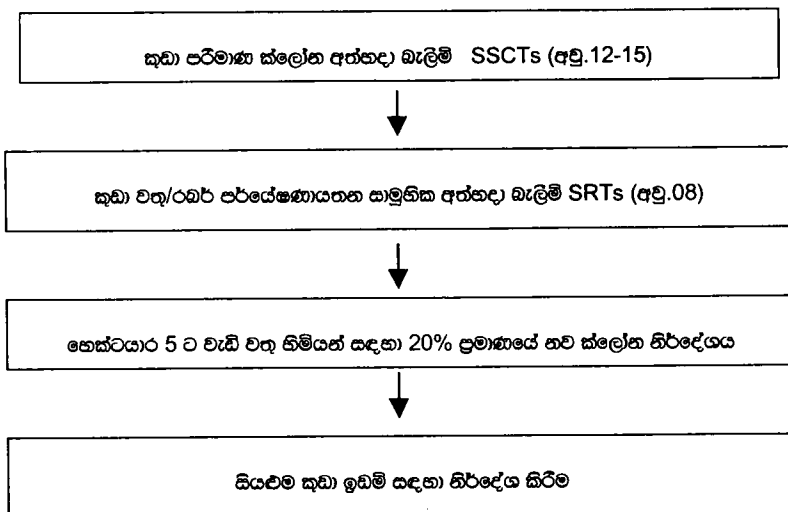 කුඩා පරිමාණ ක්ලෝන අත්හදා බැලීම් SSCTs (අවු.12-15)
කුඩා වතු/රබර් පර්යේෂණායතන සාමූහික අත්හදා බැලීම් SRTs (අවු.08)
හෙක්ටයාර 5 ට වැඩි වතු හිමියන් සඳහා 20% ප්‍රමාණයේ නව ක්ලෝන නිර්දේශය
සියළුම කුඩා ඉඩම් සඳහා නිර්දේශ කිරීම